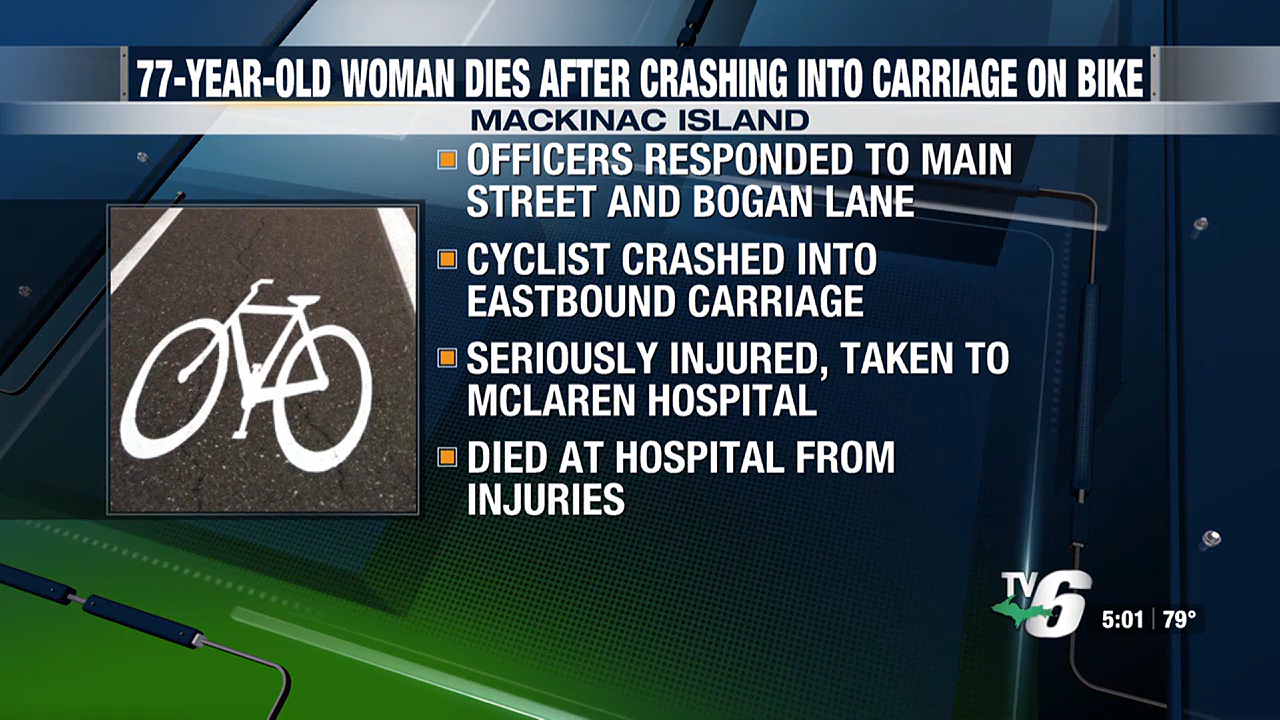 77-YEAR-OLD WOMAN DIES AFTER CRASHING INTO CARRIAGE ON BIKE
MACKINAC ISLAND
OFFICERS RESPONDED TO MAIN
STREET AND BOGAN LANE
CYCLIST CRASHED INTO
EASTBOUND CARRIAGE
SERIOUSLY INJURED, TAKEN TO
MCLAREN HOSPITAL
DIED AT HOSPITAL FROM
INJURIES
TV6
5:01 79°